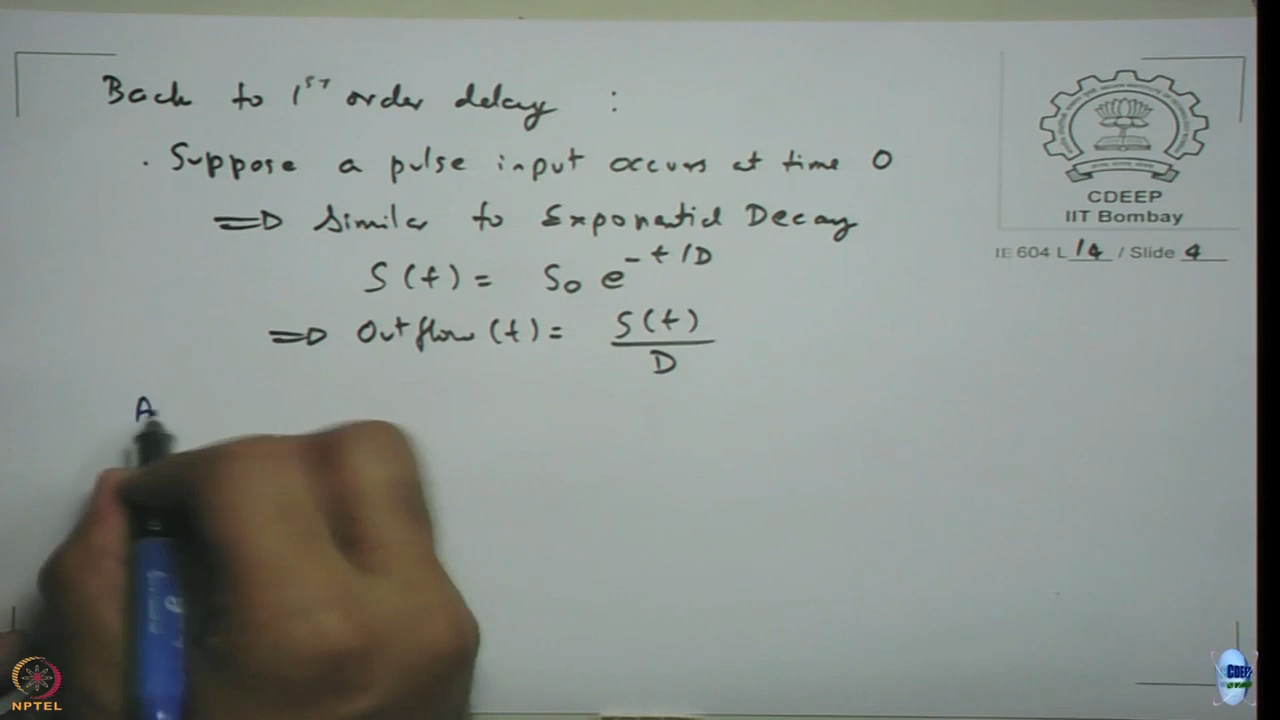 Back to 1ST order delay :
. Suppose a pulse input occurs at time 0
⇒ Similar to Exponential Decay
S(t) = S0 e^{-t/D}
⇒ Outflow(t) = S(t)/D
A
CDEEP
IIT Bombay
IE 604 L 14 / Slide 4
NPTEL
CDEEP